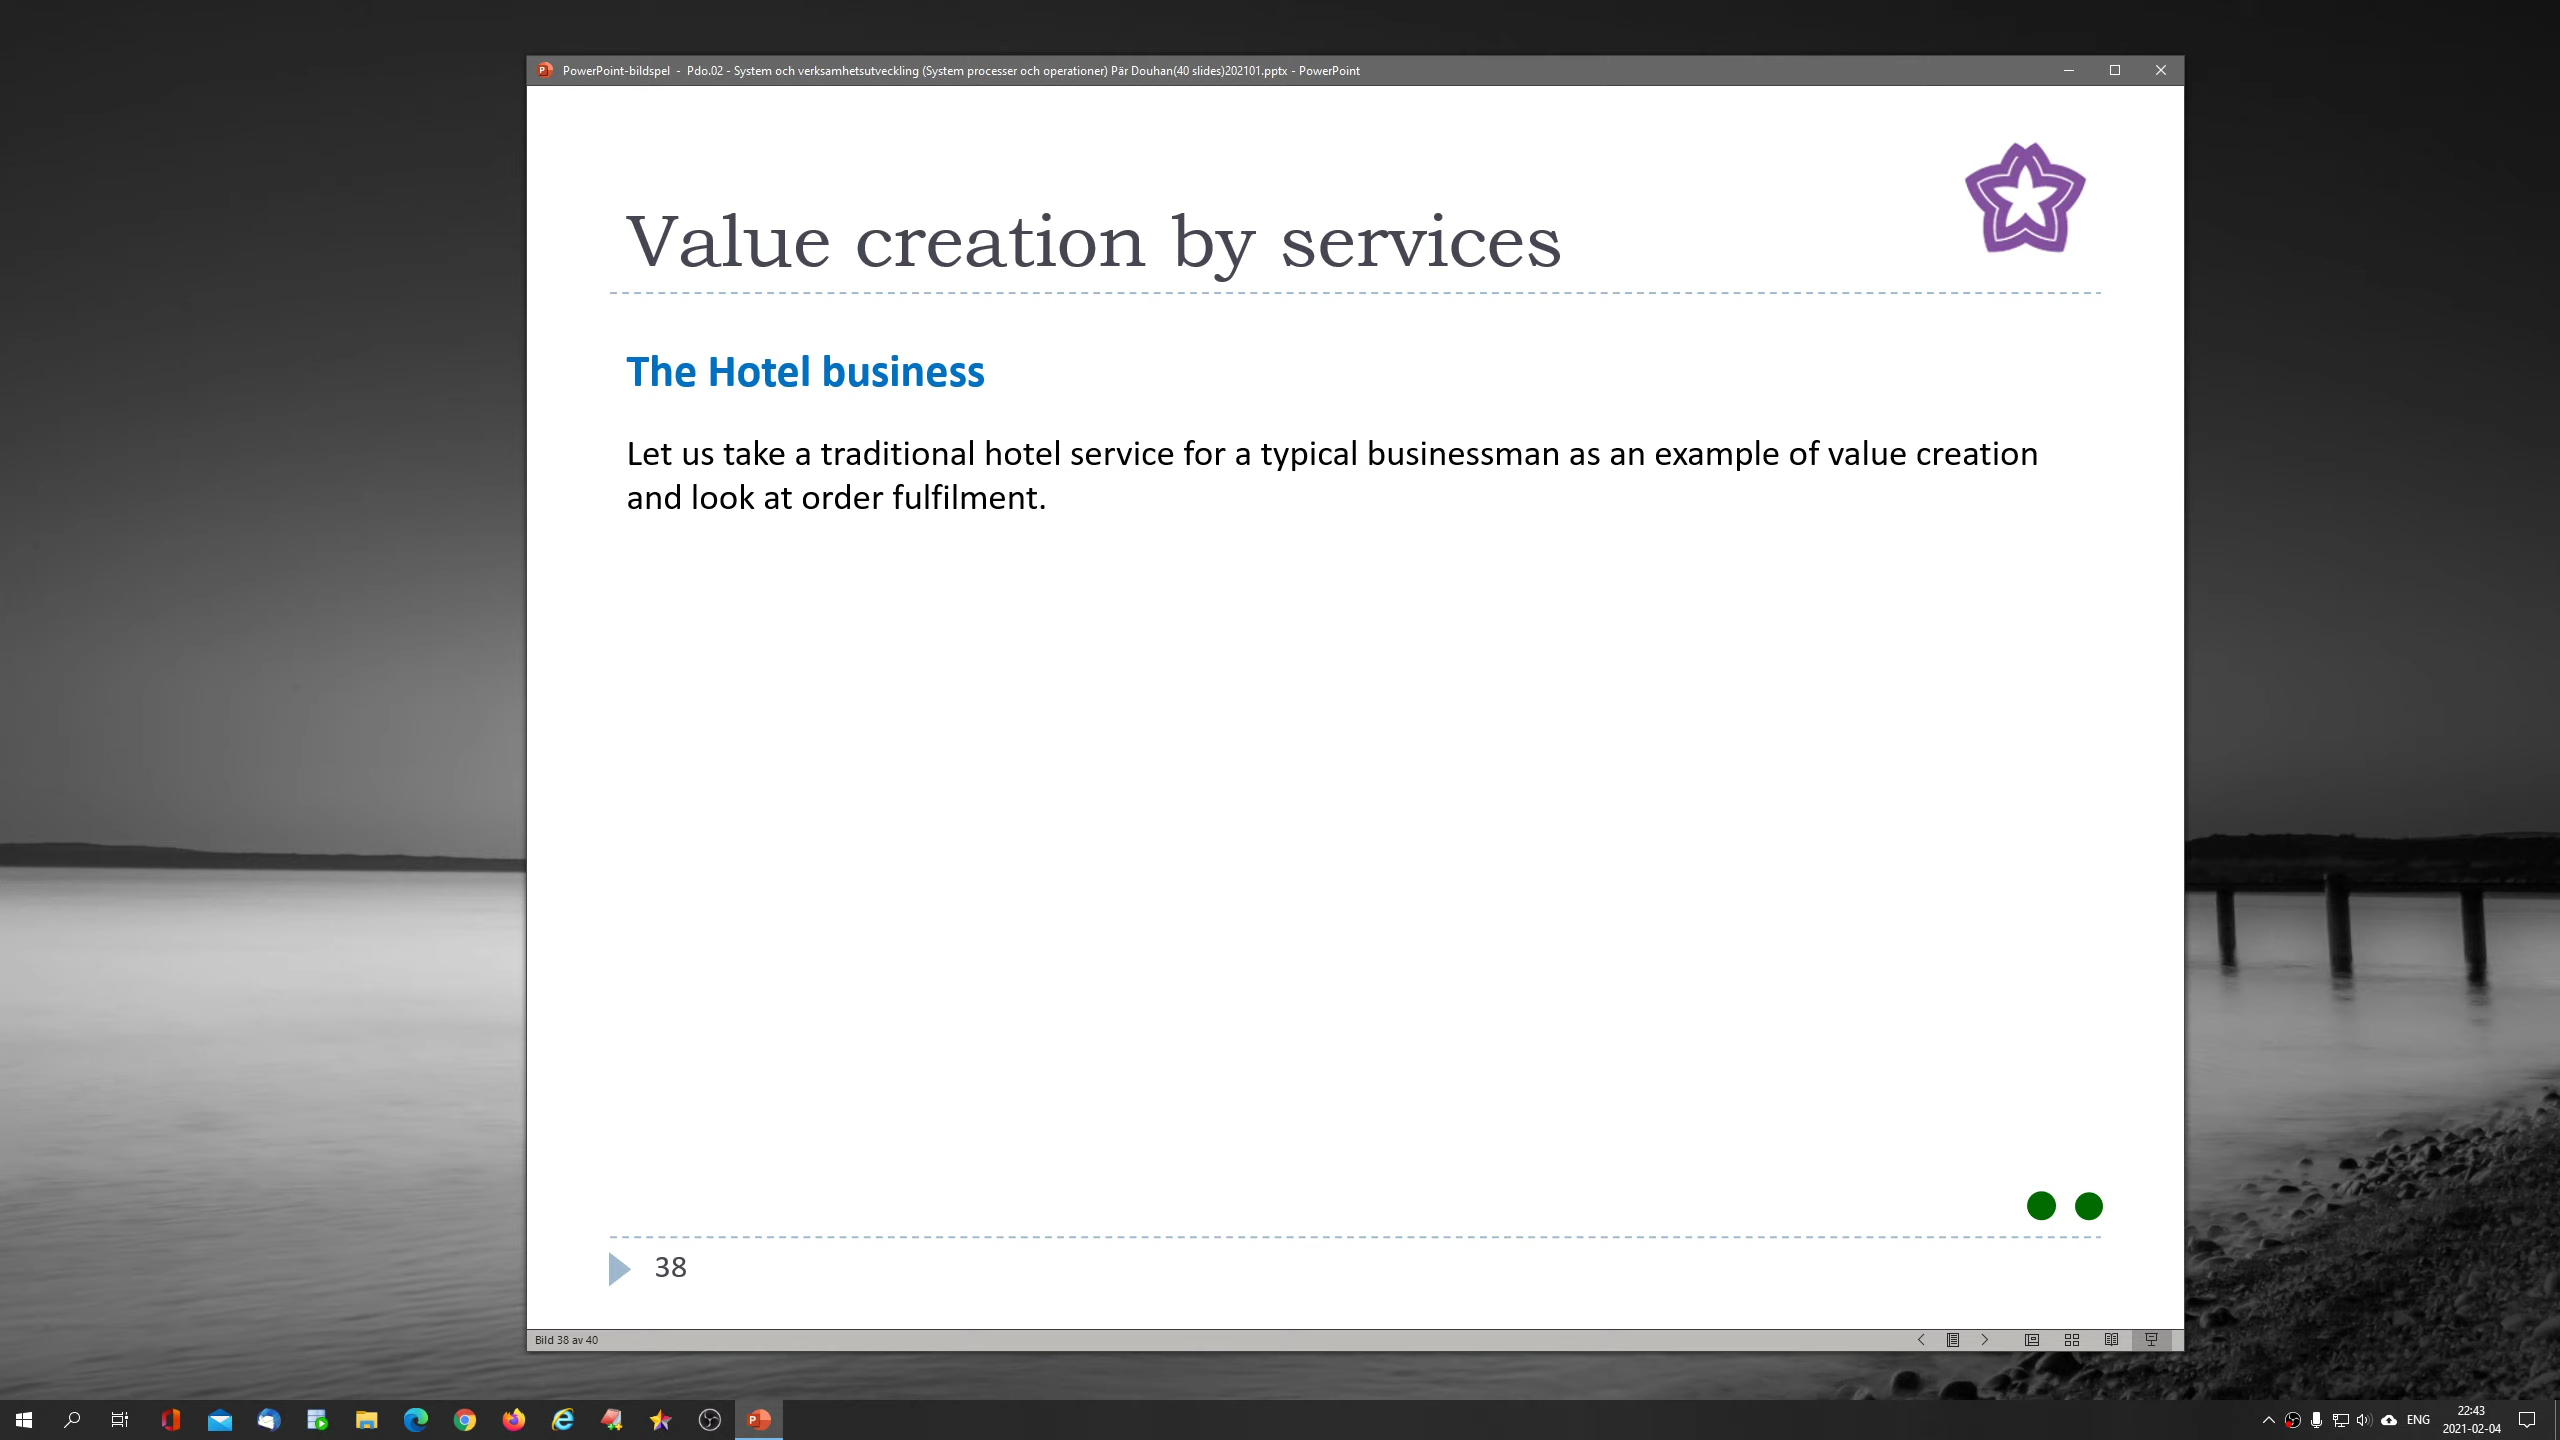 PowerPoint-bildspel - Pdo.02 - System och verksamhetsutveckling (System processer och operationer) Pär Douhan(40 slides)202101.pptx - PowerPoint
Value creation by services
The Hotel business
Let us take a traditional hotel service for a typical businessman as an example of value creation
and look at order fulfilment.
38
Bild 38 av 40
ENG
22:43
2021-02-04